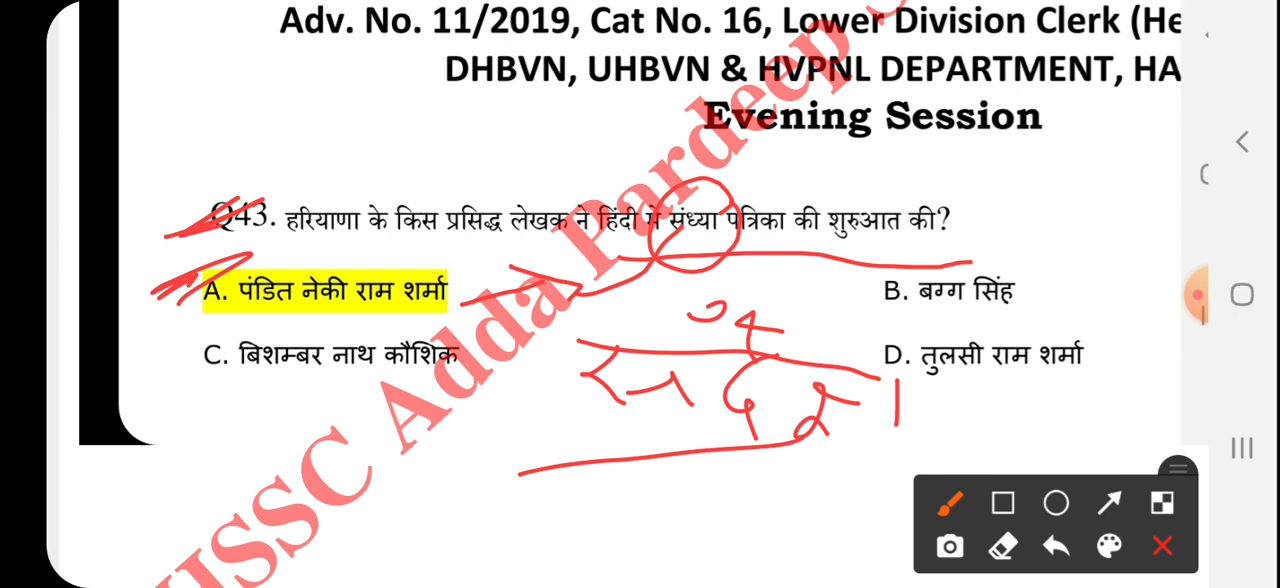 Adv. No. 11/2019, Cat No. 16, Lower Division Clerk (He
DHBVN, UHBVN & HVPNL DEPARTMENT, HA
Evening Session
Q43. हरियाणा के किस प्रसिद्ध लेखक ने हिंदी में संध्या पत्रिका की शुरुआत की?
A. पंडित नेकी राम शर्मा
B. बग्ग सिंह
C. बिशम्बर नाथ कौशिक
D. तुलसी राम शर्मा
HSSC Adda Pardeep S